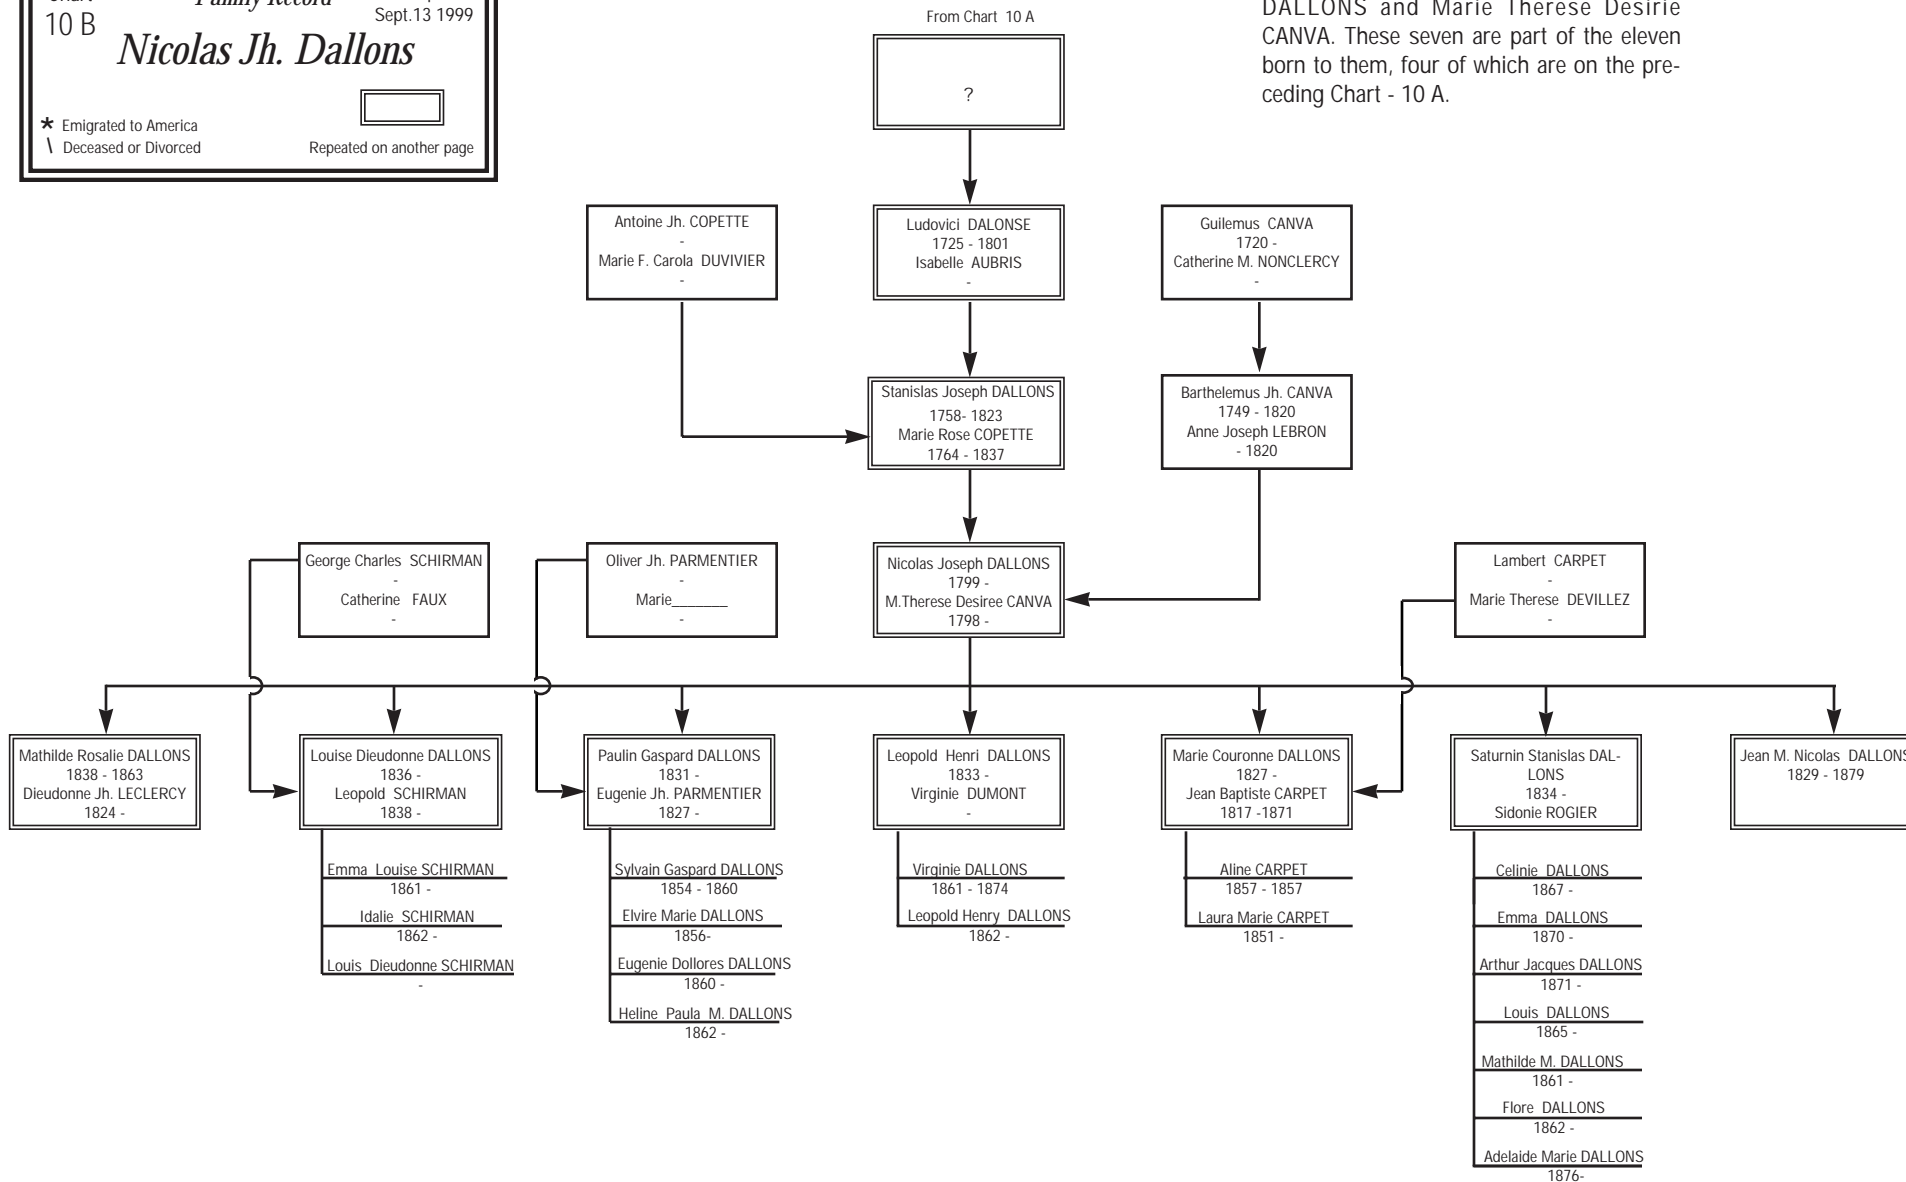 10 B
Family Record
Sept.13 1999
Nicolas Jh. Dallons
* Emigrated to America
\ Deceased or Divorced
Repeated on another page
From Chart 10 A
?
DALLONS and Marie Therese Desirie
CANVA. These seven are part of the eleven
born to them, four of which are on the pre-
ceding Chart - 10 A.
Antoine Jh. COPETTE
-
Marie F. Carola DUVIVIER
-
Ludovici DALONSE
1725 - 1801
Isabelle AUBRIS
-
Guilemus CANVA
1720 -
Catherine M. NONCLERCY
-
Stanislas Joseph DALLONS
1758- 1823
Marie Rose COPETTE
1764 - 1837
Barthelemus Jh. CANVA
1749 - 1820
Anne Joseph LEBRON
- 1820
George Charles SCHIRMAN
-
Catherine FAUX
-
Oliver Jh. PARMENTIER
-
Marie_______
-
Nicolas Joseph DALLONS
1799 -
M.Therese Desiree CANVA
1798 -
Lambert CARPET
-
Marie Therese DEVILLEZ
-
Mathilde Rosalie DALLONS
1838 - 1863
Dieudonne Jh. LECLERCY
1824 -
Louise Dieudonne DALLONS
1836 -
Leopold SCHIRMAN
1838 -
Paulin Gaspard DALLONS
1831 -
Eugenie Jh. PARMENTIER
1827 -
Leopold Henri DALLONS
1833 -
Virginie DUMONT
-
Marie Couronne DALLONS
1827 -
Jean Baptiste CARPET
1817 -1871
Saturnin Stanislas DAL-
LONS
1834 -
Sidonie ROGIER
Jean M. Nicolas DALLONS
1829 - 1879
Emma Louise SCHIRMAN
1861 -
Idalie SCHIRMAN
1862 -
Louis Dieudonne SCHIRMAN
-
Sylvain Gaspard DALLONS
1854 - 1860
Elvire Marie DALLONS
1856-
Eugenie Dollores DALLONS
1860 -
Heline Paula M. DALLONS
1862 -
Virginie DALLONS
1861 - 1874
Leopold Henry DALLONS
1862 -
Aline CARPET
1857 - 1857
Laura Marie CARPET
1851 -
Celinie DALLONS
1867 -
Emma DALLONS
1870 -
Arthur Jacques DALLONS
1871 -
Louis DALLONS
1865 -
Mathilde M. DALLONS
1861 -
Flore DALLONS
1862 -
Adelaide Marie DALLONS
1876-